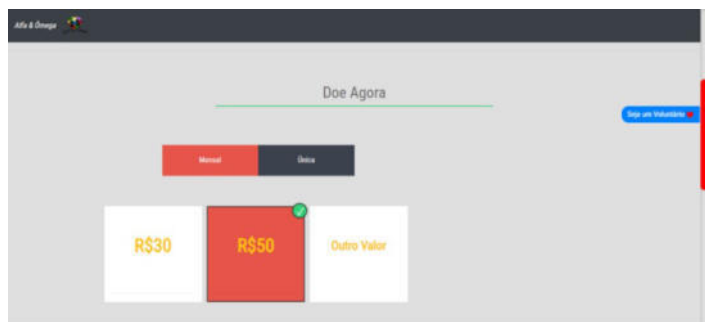 Alfa & Ômega
Doe Agora
Seja um Voluntário
Mensal Única
R$30 R$50 Outro Valor